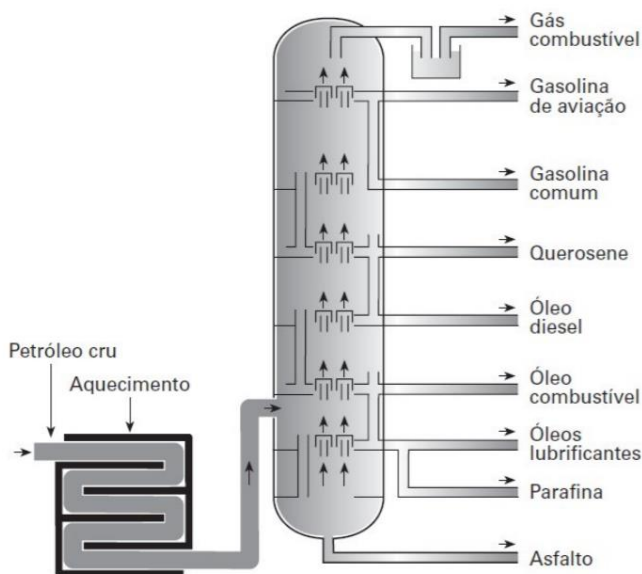 Gás
combustível
Gasolina
de aviação
Gasolina
comum
Querosene
Óleo
diesel
Petróleo cru
Aquecimento
Óleo
combustível
Óleos
lubrificantes
Parafina
Asfalto